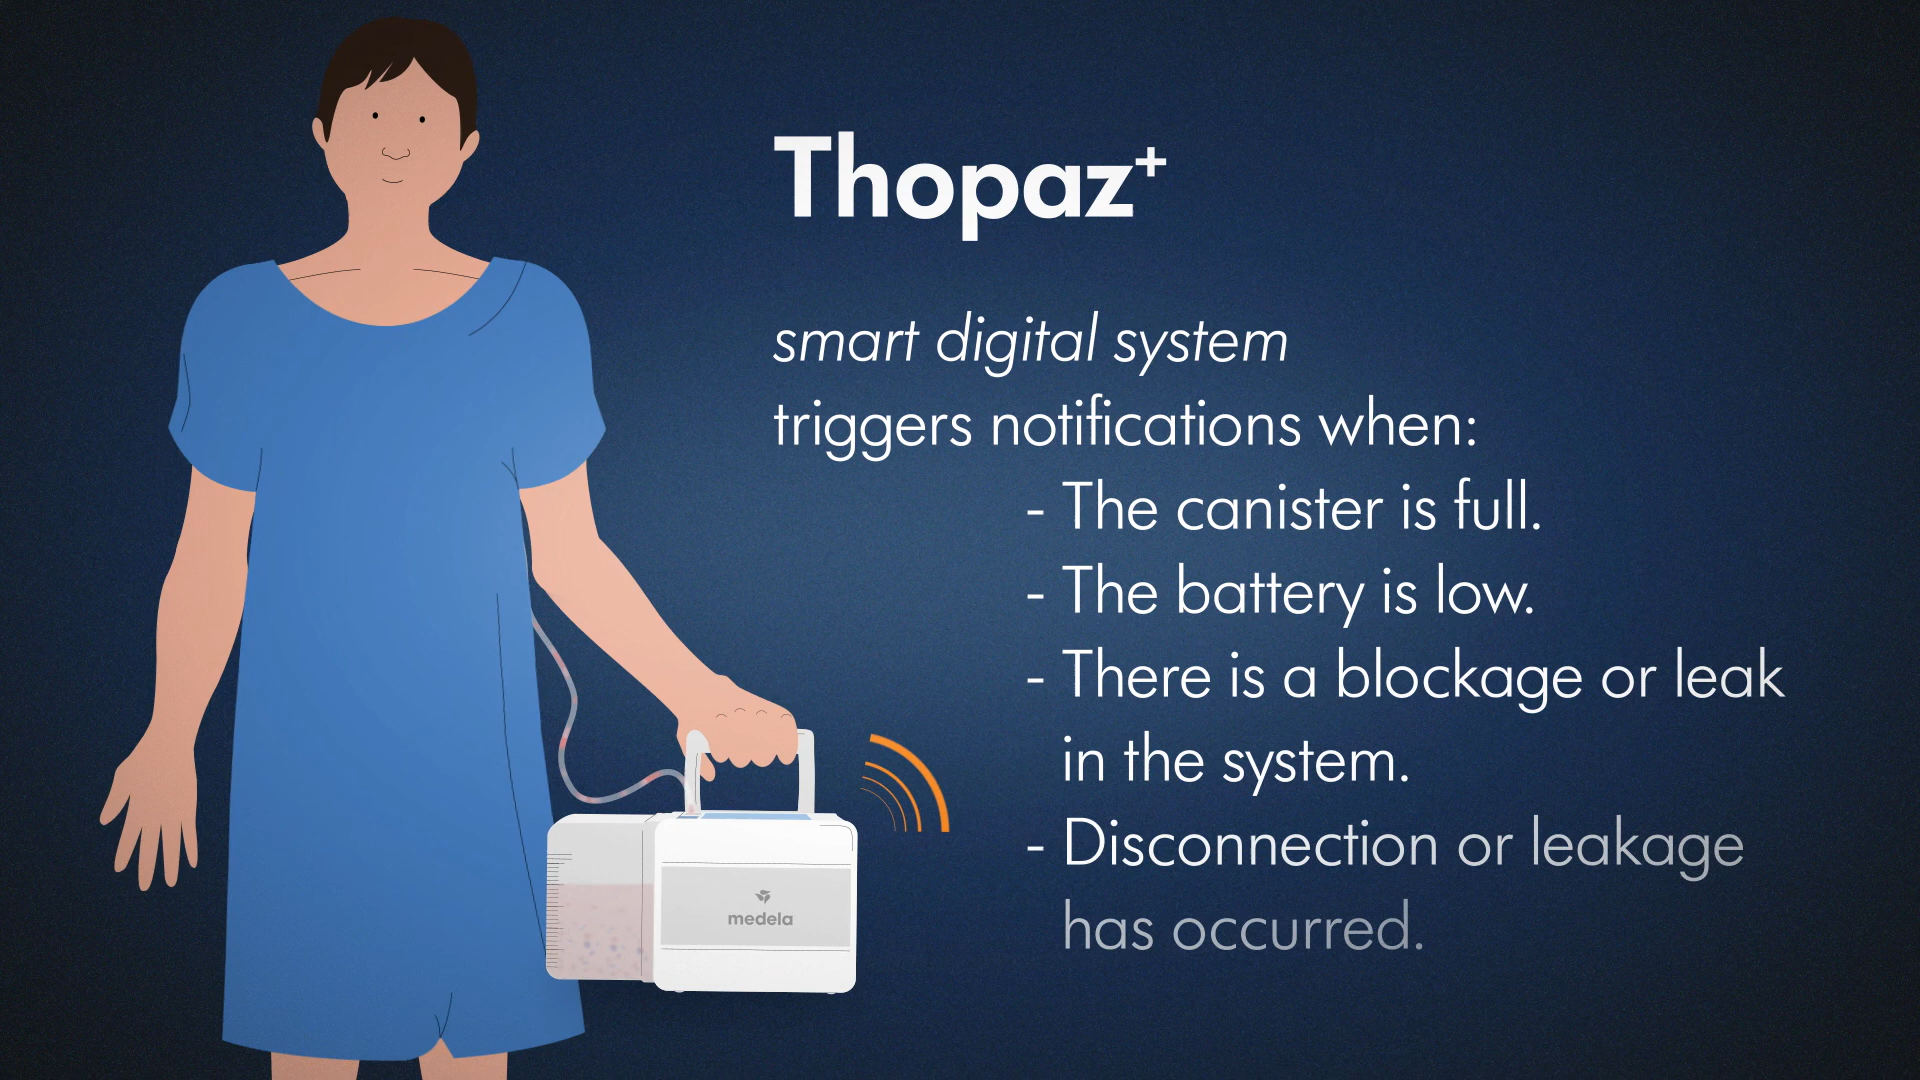 Thopaz⁺
smart digital system
triggers notifications when:
- The canister is full.
- The battery is low.
- There is a blockage or leak
in the system.
- Disconnection or leakage
has occurred.
medela